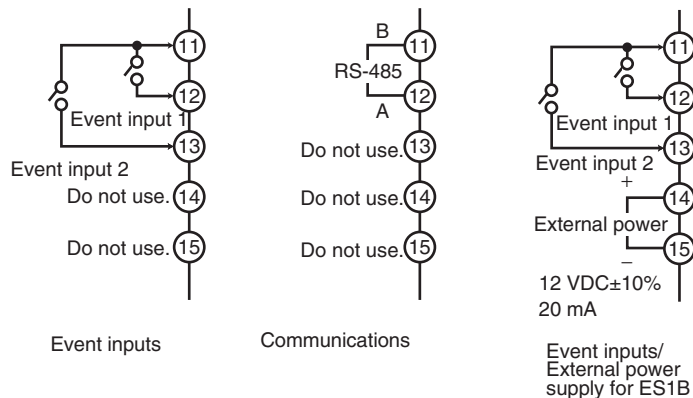 11
12
Event input 1
13
Event input 2
Do not use.
14
Do not use.
15
Event inputs
B
11
RS-485
12
A
Do not use.
13
Do not use.
14
Do not use.
15
Communications
11
12
Event input 1
13
Event input 2
+
14
External power
15
−
12 VDC±10%
20 mA
Event inputs/
External power
supply for ES1B